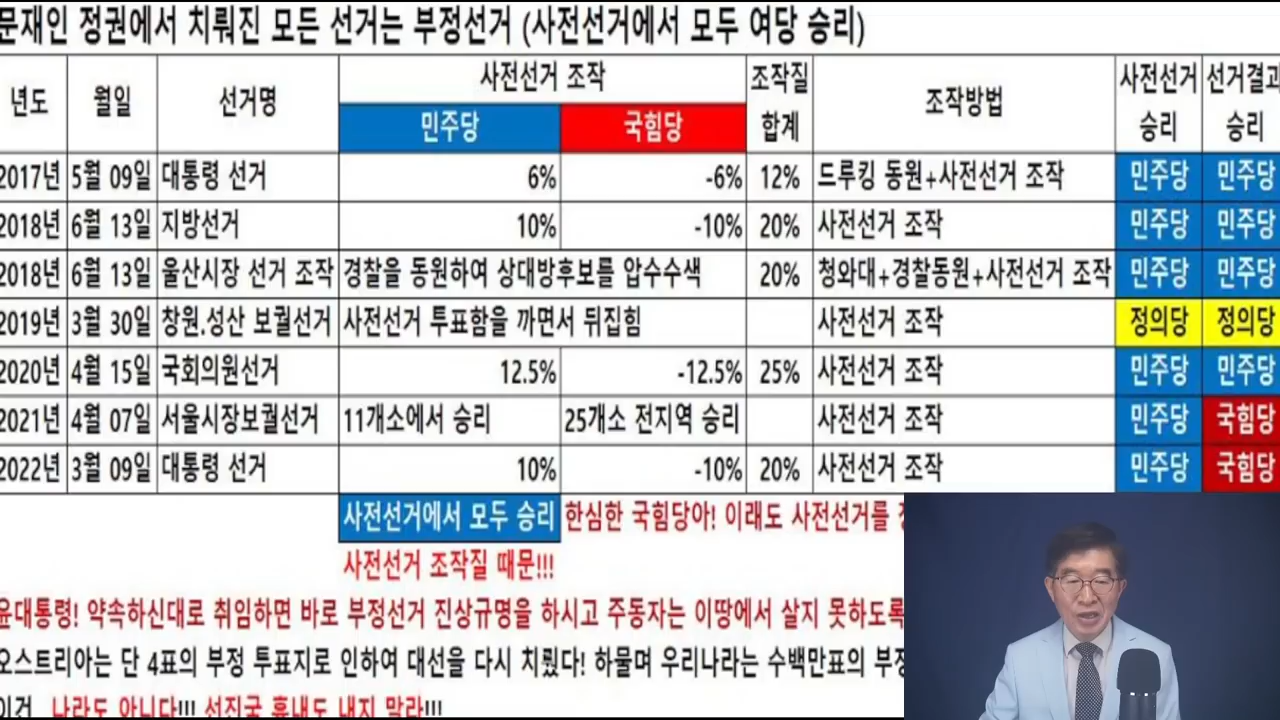 문재인 정권에서 치뤄진 모든 선거는 부정선거 (사전선거에서 모두 여당 승리)
년도 월일 선거명 사전선거 조작 조작질 합계 조작방법 사전선거 승리 선거결과 승리
민주당 국힘당
2017년 5월 09일 대통령 선거 6% -6% 12% 드루킹 동원+사전선거 조작 민주당 민주당
2018년 6월 13일 지방선거 10% -10% 20% 사전선거 조작 민주당 민주당
2018년 6월 13일 울산시장 선거 조작 경찰을 동원하여 상대방후보를 압수수색 20% 청와대+경찰동원+사전선거 조작 민주당 민주당
2019년 3월 30일 창원.성산 보궐선거 사전선거 투표함을 까면서 뒤집힘 사전선거 조작 정의당 정의당
2020년 4월 15일 국회의원선거 12.5% -12.5% 25% 사전선거 조작 민주당 민주당
2021년 4월 07일 서울시장보궐선거 11개소에서 승리 25개소 전지역 승리 사전선거 조작 민주당 국힘당
2022년 3월 09일 대통령 선거 10% -10% 20% 사전선거 조작 민주당 국힘당
사전선거에서 모두 승리 한심한 국힘당아! 이래도 사전선거를
사전선거 조작질 때문!!!
윤대통령! 약속하신대로 취임하면 바로 부정선거 진상규명을 하시고 주동자는 이땅에서 살지 못하도록
오스트리아는 단 4표의 부정 투표지로 인하여 대선을 다시 치뤘다! 하물며 우리나라는 수백만표의 부정
이건 나라도 아니다!!! 선진국 흉내도 내지 말라!!!